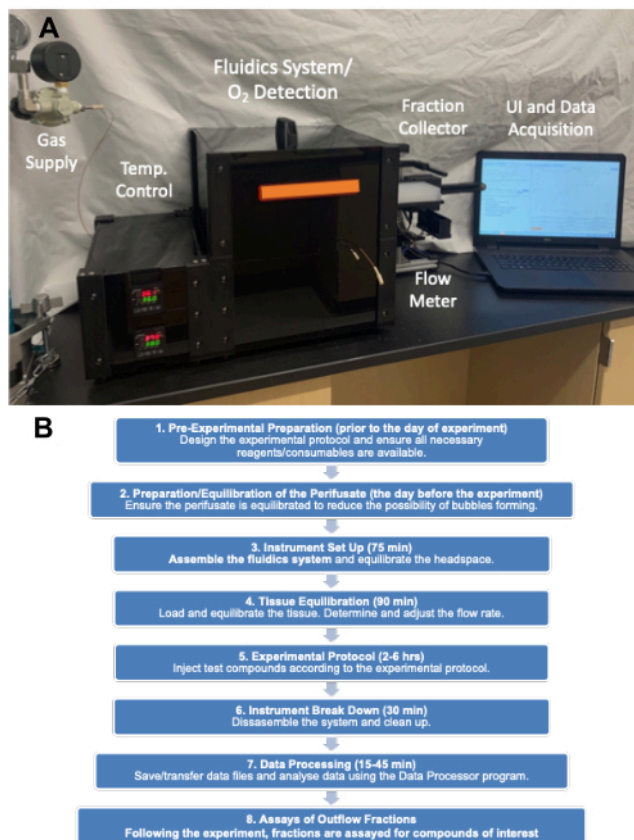 A
Fluidics System/
O₂ Detection
Gas
Supply
Temp.
Control
Fraction
Collector
UI and Data
Acquisition
Flow
Meter
B
1. Pre-Experimental Preparation (prior to the day of experiment)
Design the experimental protocol and ensure all necessary
reagents/consumables are available.
2. Preparation/Equilibration of the Perifusate (the day before the experiment)
Ensure the perifusate is equilibrated to reduce the possibility of bubbles forming.
3. Instrument Set Up (75 min)
Assemble the fluidics system and equilibrate the headspace.
4. Tissue Equilibration (90 min)
Load and equilibrate the tissue. Determine and adjust the flow rate.
5. Experimental Protocol (2-6 hrs)
Inject test compounds according to the experimental protocol.
6. Instrument Break Down (30 min)
Dissasemble the system and clean up.
7. Data Processing (15-45 min)
Save/transfer data files and analyse data using the Data Processor program.
8. Assays of Outflow Fractions
Following the experiment, fractions are assayed for compounds of interest